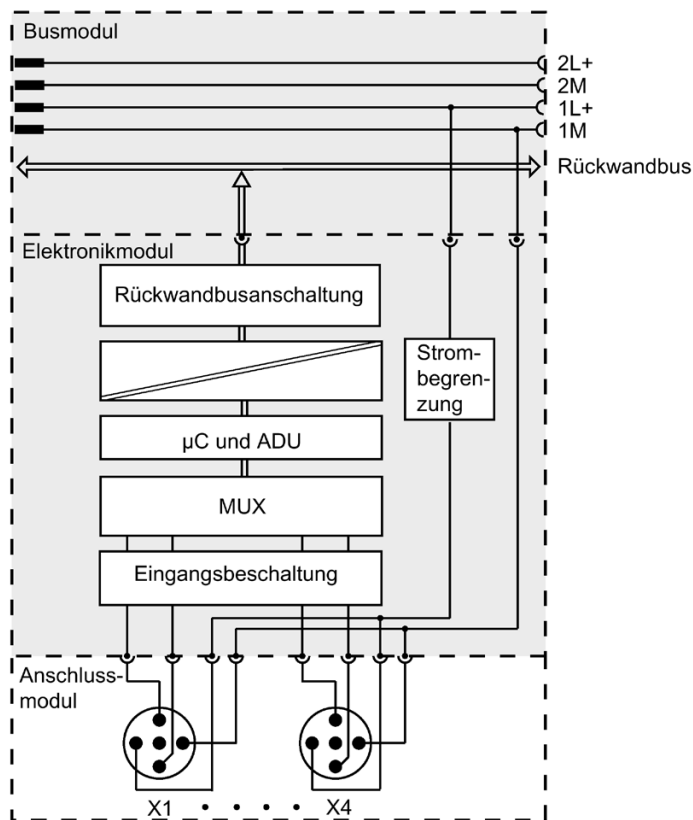 Busmodul
2L+
2M
1L+
1M
Rückwandbus
Elektronikmodul
Rückwandbusanschaltung
Strom-
begren-
zung
µC und ADU
MUX
Eingangsbeschaltung
Anschluss-
modul
X1 . . . . X4